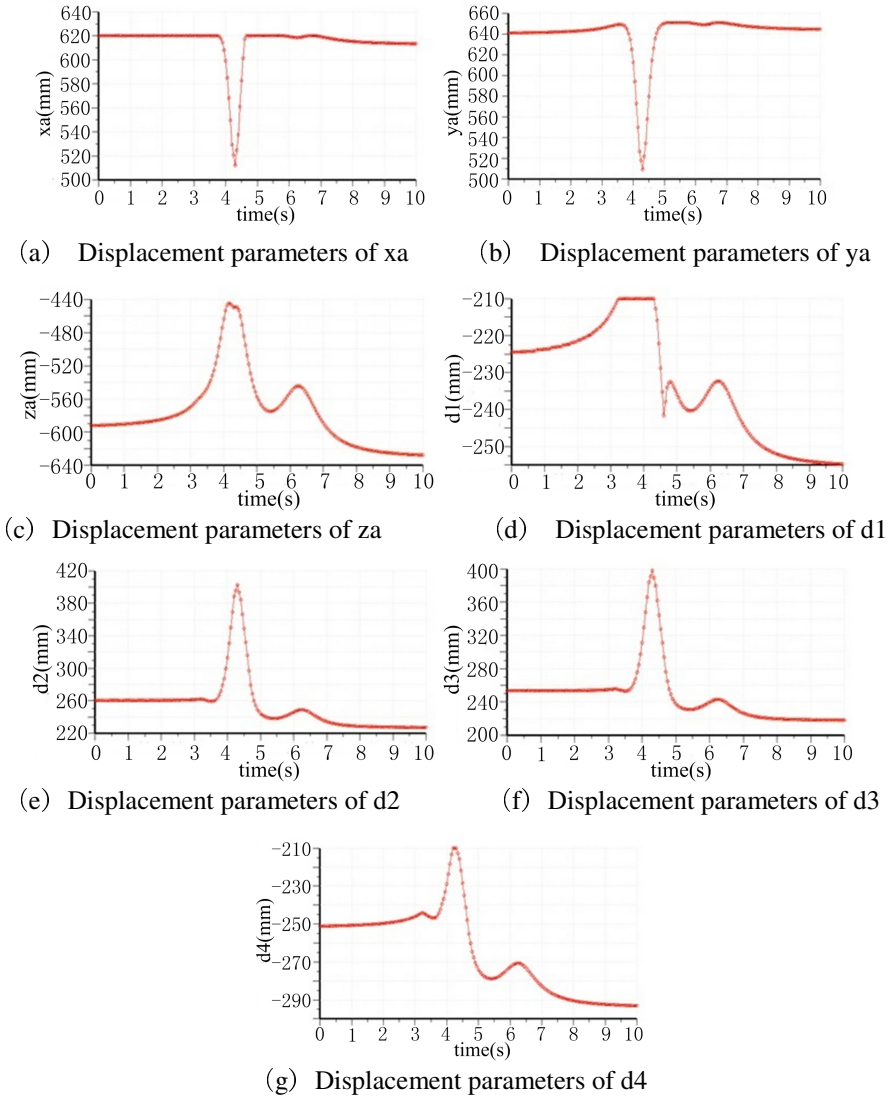 640
620
600
580
560
540
520
500
xa(mm)
0 1 2 3 4 5 6 7 8 9 10
time(s)
(a) Displacement parameters of xa
660
640
620
600
580
560
540
520
500
ya(mm)
0 1 2 3 4 5 6 7 8 9 10
time(s)
(b) Displacement parameters of ya
−440
−480
−520
−560
−600
−640
za(mm)
0 1 2 3 4 5 6 7 8 9 10
time(s)
(c) Displacement parameters of za
−210
−220
−230
−240
−250
d1(mm)
0 1 2 3 4 5 6 7 8 9 10
time(s)
(d) Displacement parameters of d1
420
380
340
300
260
220
d2(mm)
0 1 2 3 4 5 6 7 8 9 10
time(s)
(e) Displacement parameters of d2
400
360
320
280
240
200
d3(mm)
0 1 2 3 4 5 6 7 8 9 10
time(s)
(f) Displacement parameters of d3
−210
−230
−250
−270
−290
d4(mm)
0 1 2 3 4 5 6 7 8 9 10
time(s)
(g) Displacement parameters of d4